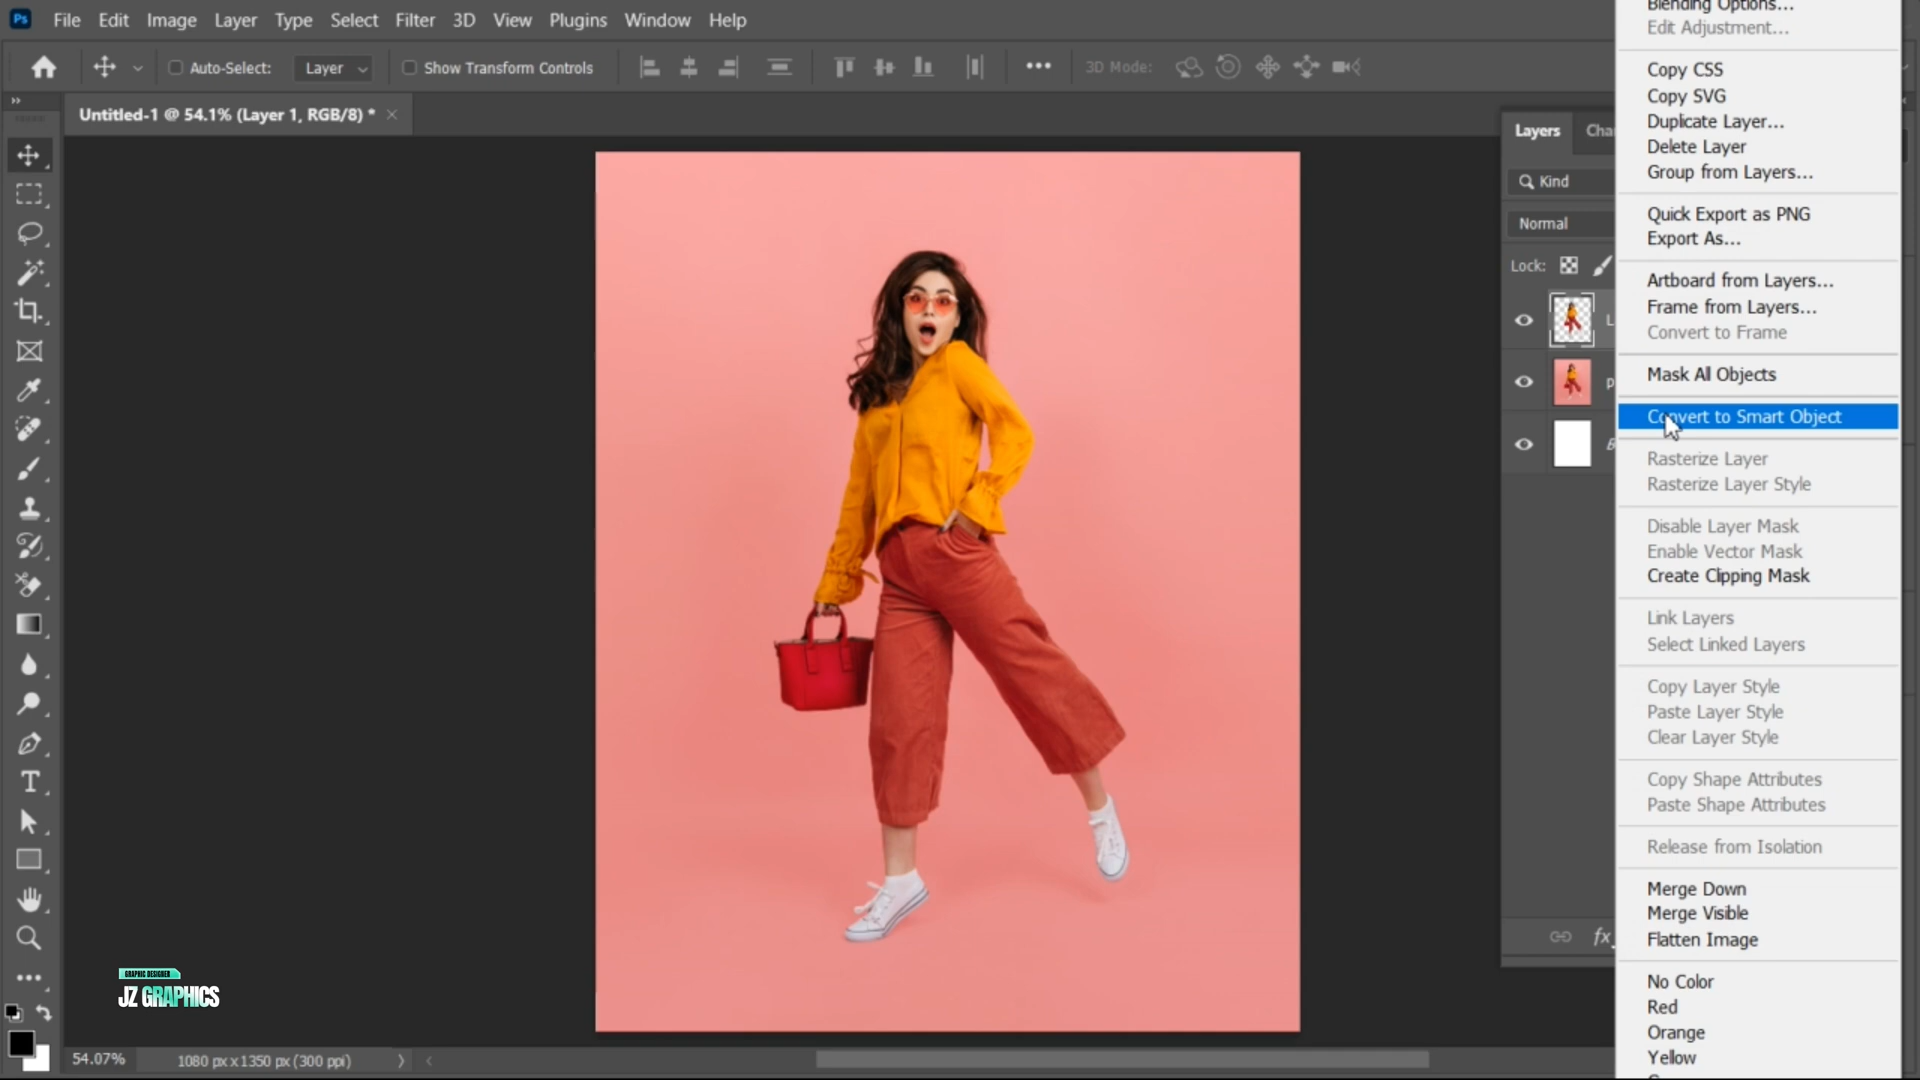 Ps File Edit Image Layer Type Select Filter 3D View Plugins Window Help
Auto-Select: Layer Show Transform Controls 3D Mode:
Untitled-1 @ 54.1% (Layer 1, RGB/8) *
Layers
Kind
Normal
Lock:
Blending Options...
Edit Adjustment...
Copy CSS
Copy SVG
Duplicate Layer...
Delete Layer
Group from Layers...
Quick Export as PNG
Export As...
Artboard from Layers...
Frame from Layers...
Convert to Frame
Mask All Objects
Convert to Smart Object
Rasterize Layer
Rasterize Layer Style
Disable Layer Mask
Enable Vector Mask
Create Clipping Mask
Link Layers
Select Linked Layers
Copy Layer Style
Paste Layer Style
Clear Layer Style
Copy Shape Attributes
Paste Shape Attributes
Release from Isolation
Merge Down
Merge Visible
Flatten Image
No Color
Red
Orange
Yellow
fx
GRAPHIC DESIGNER
JZ GRAPHICS
54.07% 1080 px x 1350 px (300 ppi)